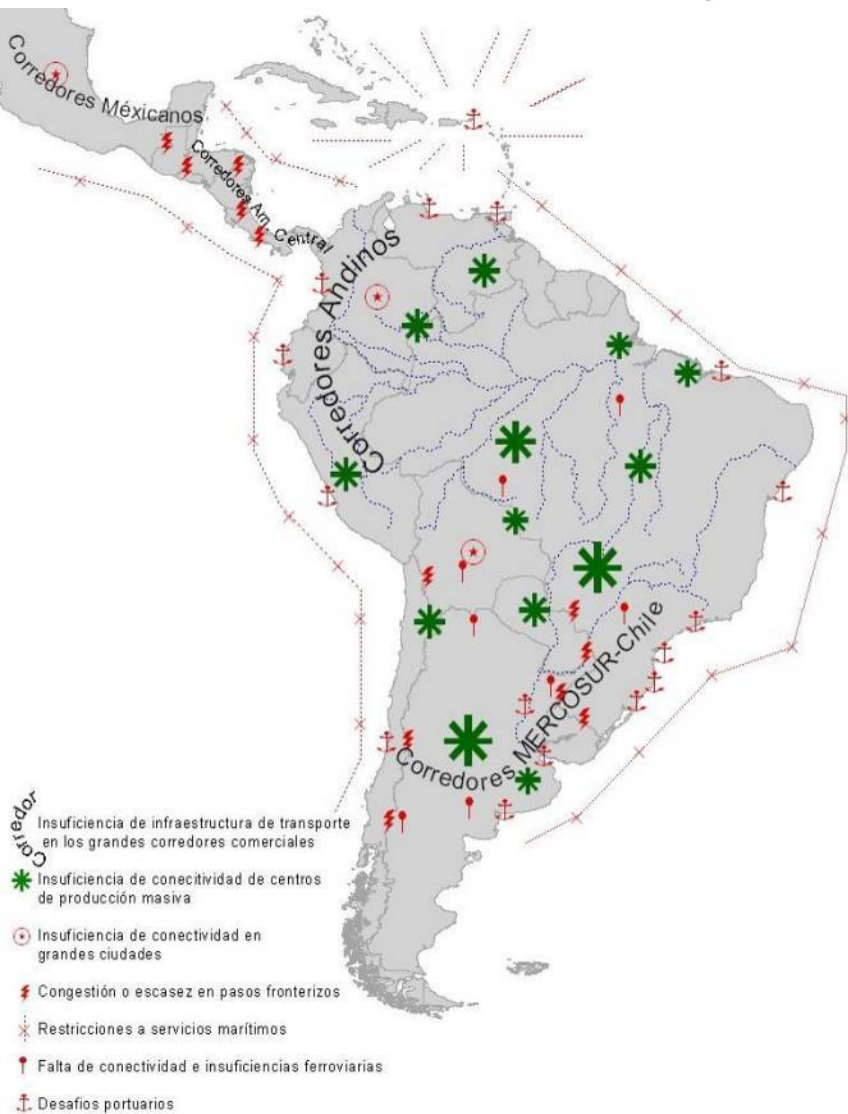 Corredores Méxicanos
Corredores Am. Central
Corredores Andinos
Corredores MERCOSUR-Chile
Corredor
Insuficiencia de infraestructura de transporte
en los grandes corredores comerciales
Insuficiencia de conecitividad de centros
de producción masiva
Insuficiencia de conectividad en
grandes ciudades
Congestión o escasez en pasos fronterizos
Restricciones a servicios marítimos
Falta de conectividad e insuficiencias ferroviarias
Desafios portuarios